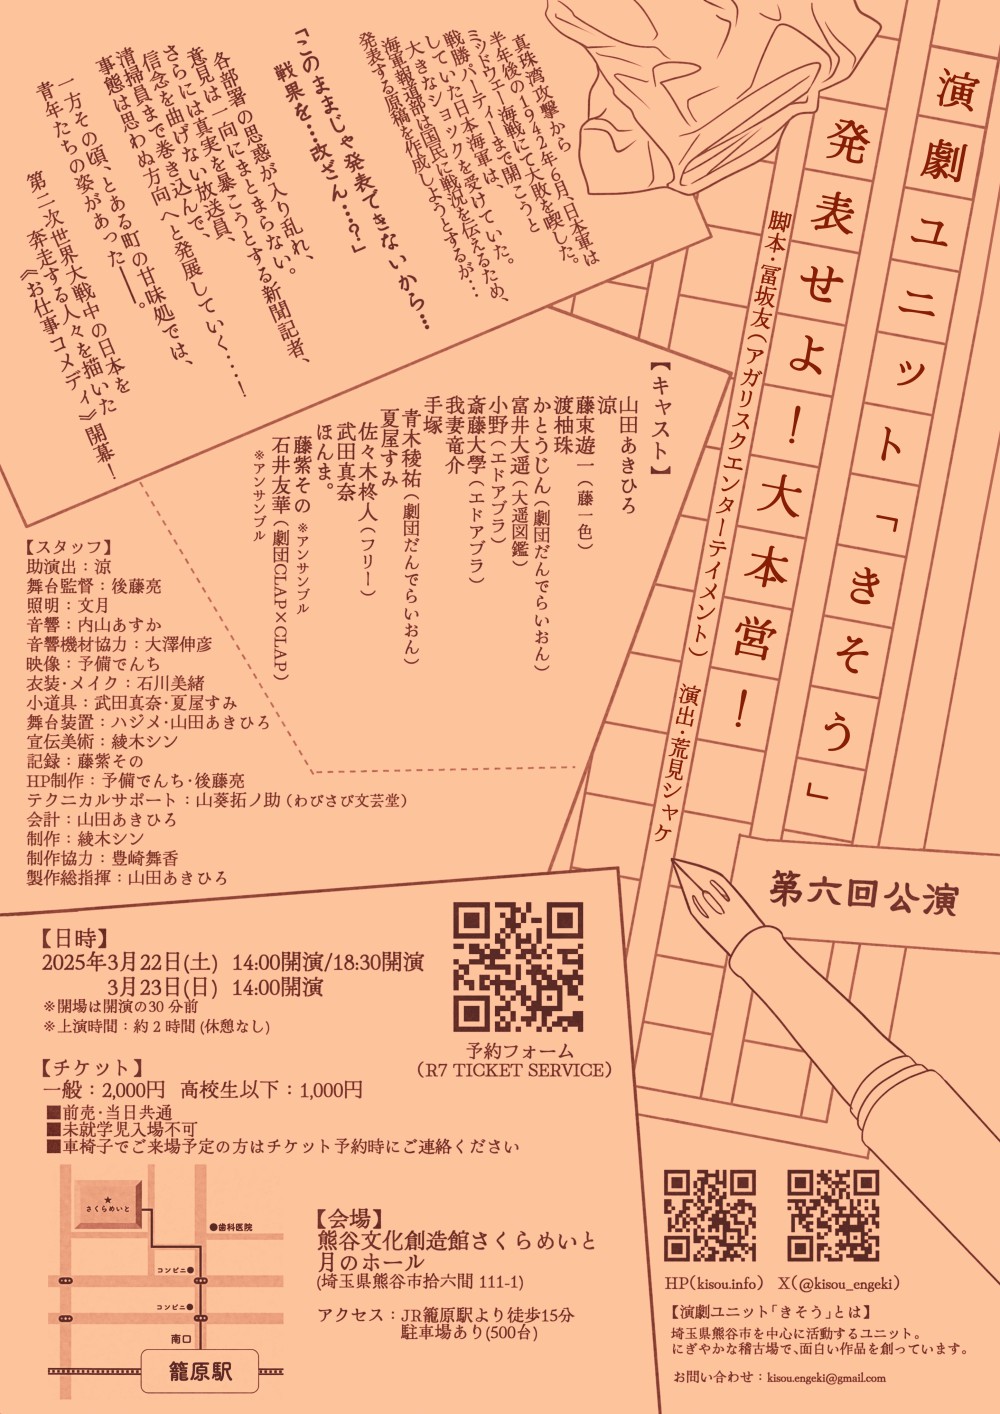 演劇ユニット「きそう」
発表せよ！大本営！
脚本・冨坂友（アガリスクエンターテイメント）　演出・荒見シャケ
第六回公演
真珠湾攻撃から
半年後の1942年6月、日本軍は
ミッドウェー海戦にて大敗を喫した。
戦勝パーティーまで開こうと
していた日本海軍は、
大きなショックを受けていた。
海軍報道部は国民に戦況を伝えるため、
発表する原稿を作成しようとするが…
「このままじゃ発表できないから…
戦果を…改ざん…？」
各部署の思惑が入り乱れ、
意見は一向にまとまらない。
さらには真実を暴こうとする新聞記者、
信念を曲げない放送員、
清掃員まで巻き込んで、
事態は思わぬ方向へと発展していく…！
一方その頃、とある町の甘味処では、
青年たちの姿があった――。
第二次世界大戦中の日本を
奔走する人々を描いた
《お仕事コメディ》開幕！
【キャスト】
山田あきひろ
涼
藤東遊一（藤一色）
渡柚珠
かとうじん（劇団だんでらいおん）
富井大遥（大遥図鑑）
小野（エドアブラ）
斎藤大學（エドアブラ）
我妻竜介
手塚
青木稜祐（劇団だんでらいおん）
夏屋すみ
佐々木柊人（フリー）
武田真奈
ほんま。
藤紫その ※アンサンブル
石井友華（劇団CLAP×CLAP）
※アンサンブル
【スタッフ】
助演出：涼
舞台監督：後藤亮
照明：文月
音響：内山あすか
音響機材協力：大澤伸彦
映像：予備でんち
衣装・メイク：石川美緒
小道具：武田真奈・夏屋すみ
舞台装置：ハジメ・山田あきひろ
宣伝美術：綾木シン
記録：藤紫その
HP制作：予備でんち・後藤亮
テクニカルサポート：山葵拓ノ助（わびさび文芸堂）
会計：山田あきひろ
制作：綾木シン
制作協力：豊崎舞香
製作総指揮：山田あきひろ
【日時】
2025年3月22日(土)　14:00開演/18:30開演
3月23日(日)　14:00開演
※開場は開演の30分前
※上演時間：約2時間(休憩なし)
予約フォーム
（R7 TICKET SERVICE）
【チケット】
一般：2,000円　高校生以下：1,000円
■前売・当日共通
■未就学児入場不可
■車椅子でご来場予定の方はチケット予約時にご連絡ください
★
さくらめいと
●歯科医院
コンビニ●
コンビニ●
南口
籠原駅
【会場】
熊谷文化創造館さくらめいと
月のホール
(埼玉県熊谷市拾六間 111-1)
アクセス：JR籠原駅より徒歩15分
駐車場あり(500台)
HP（kisou.info）　X（@kisou_engeki）
【演劇ユニット「きそう」とは】
埼玉県熊谷市を中心に活動するユニット。
にぎやかな稽古場で、面白い作品を創っています。
お問い合わせ：kisou.engeki@gmail.com